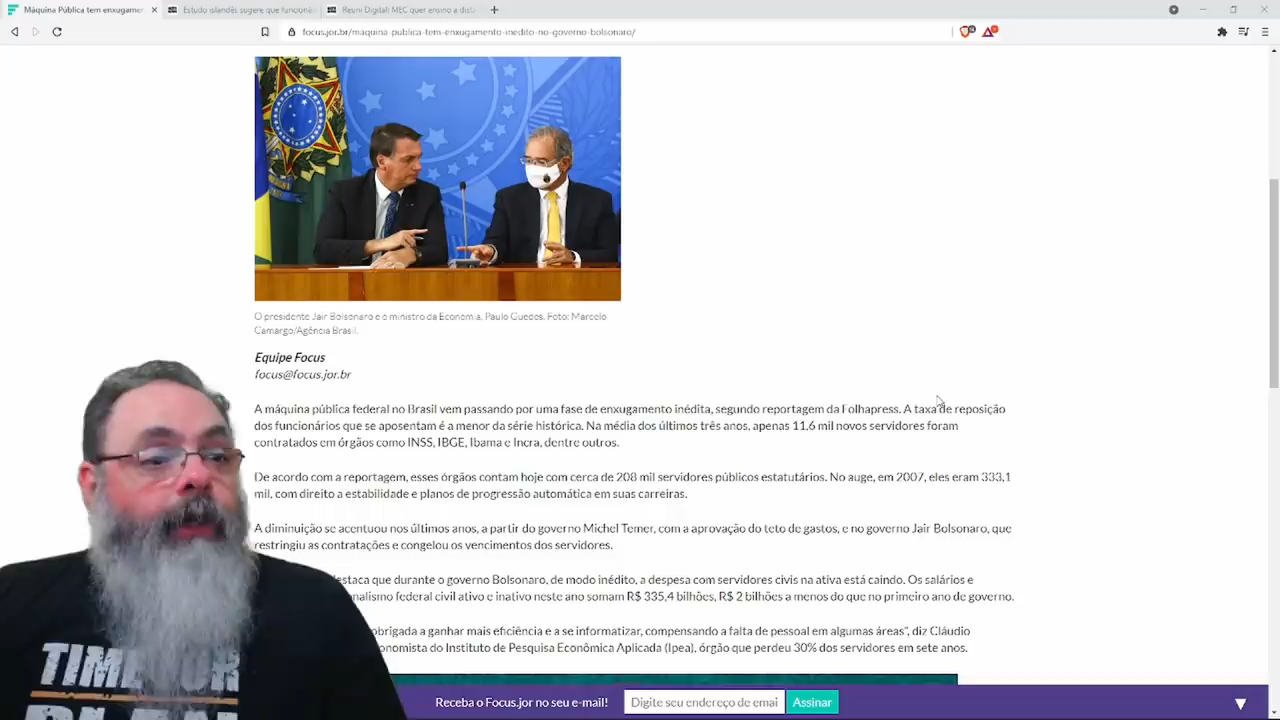 Máquina Pública tem enxugamen
Estudo islandês sugere que funcioná
Reuni Digital: MEC quer ensino a dist
focus.jor.br/maquina-publica-tem-enxugamento-inedito-no-governo-bolsonaro/
O presidente Jair Bolsonaro e o ministro da Economia, Paulo Guedes. Foto: Marcelo
Camargo/Agência Brasil.
Equipe Focus
focus@focus.jor.br
A máquina pública federal no Brasil vem passando por uma fase de enxugamento inédita, segundo reportagem da Folhapress. A taxa de reposição
dos funcionários que se aposentam é a menor da série histórica. Na média dos últimos três anos, apenas 11,6 mil novos servidores foram
contratados em órgãos como INSS, IBGE, Ibama e Incra, dentre outros.
De acordo com a reportagem, esses órgãos contam hoje com cerca de 208 mil servidores públicos estatutários. No auge, em 2007, eles eram 333,1
mil, com direito a estabilidade e planos de progressão automática em suas carreiras.
A diminuição se acentuou nos últimos anos, a partir do governo Michel Temer, com a aprovação do teto de gastos, e no governo Jair Bolsonaro, que
restringiu as contratações e congelou os vencimentos dos servidores.
estaca que durante o governo Bolsonaro, de modo inédito, a despesa com servidores civis na ativa está caindo. Os salários e
nalismo federal civil ativo e inativo neste ano somam R$ 335,4 bilhões, R$ 2 bilhões a menos do que no primeiro ano de governo.
obrigada a ganhar mais eficiência e a se informatizar, compensando a falta de pessoal em algumas áreas", diz Cláudio
onomista do Instituto de Pesquisa Econômica Aplicada (Ipea), órgão que perdeu 30% dos servidores em sete anos.
Receba o Focus.jor no seu e-mail!
Digite seu endereço de emai
Assinar